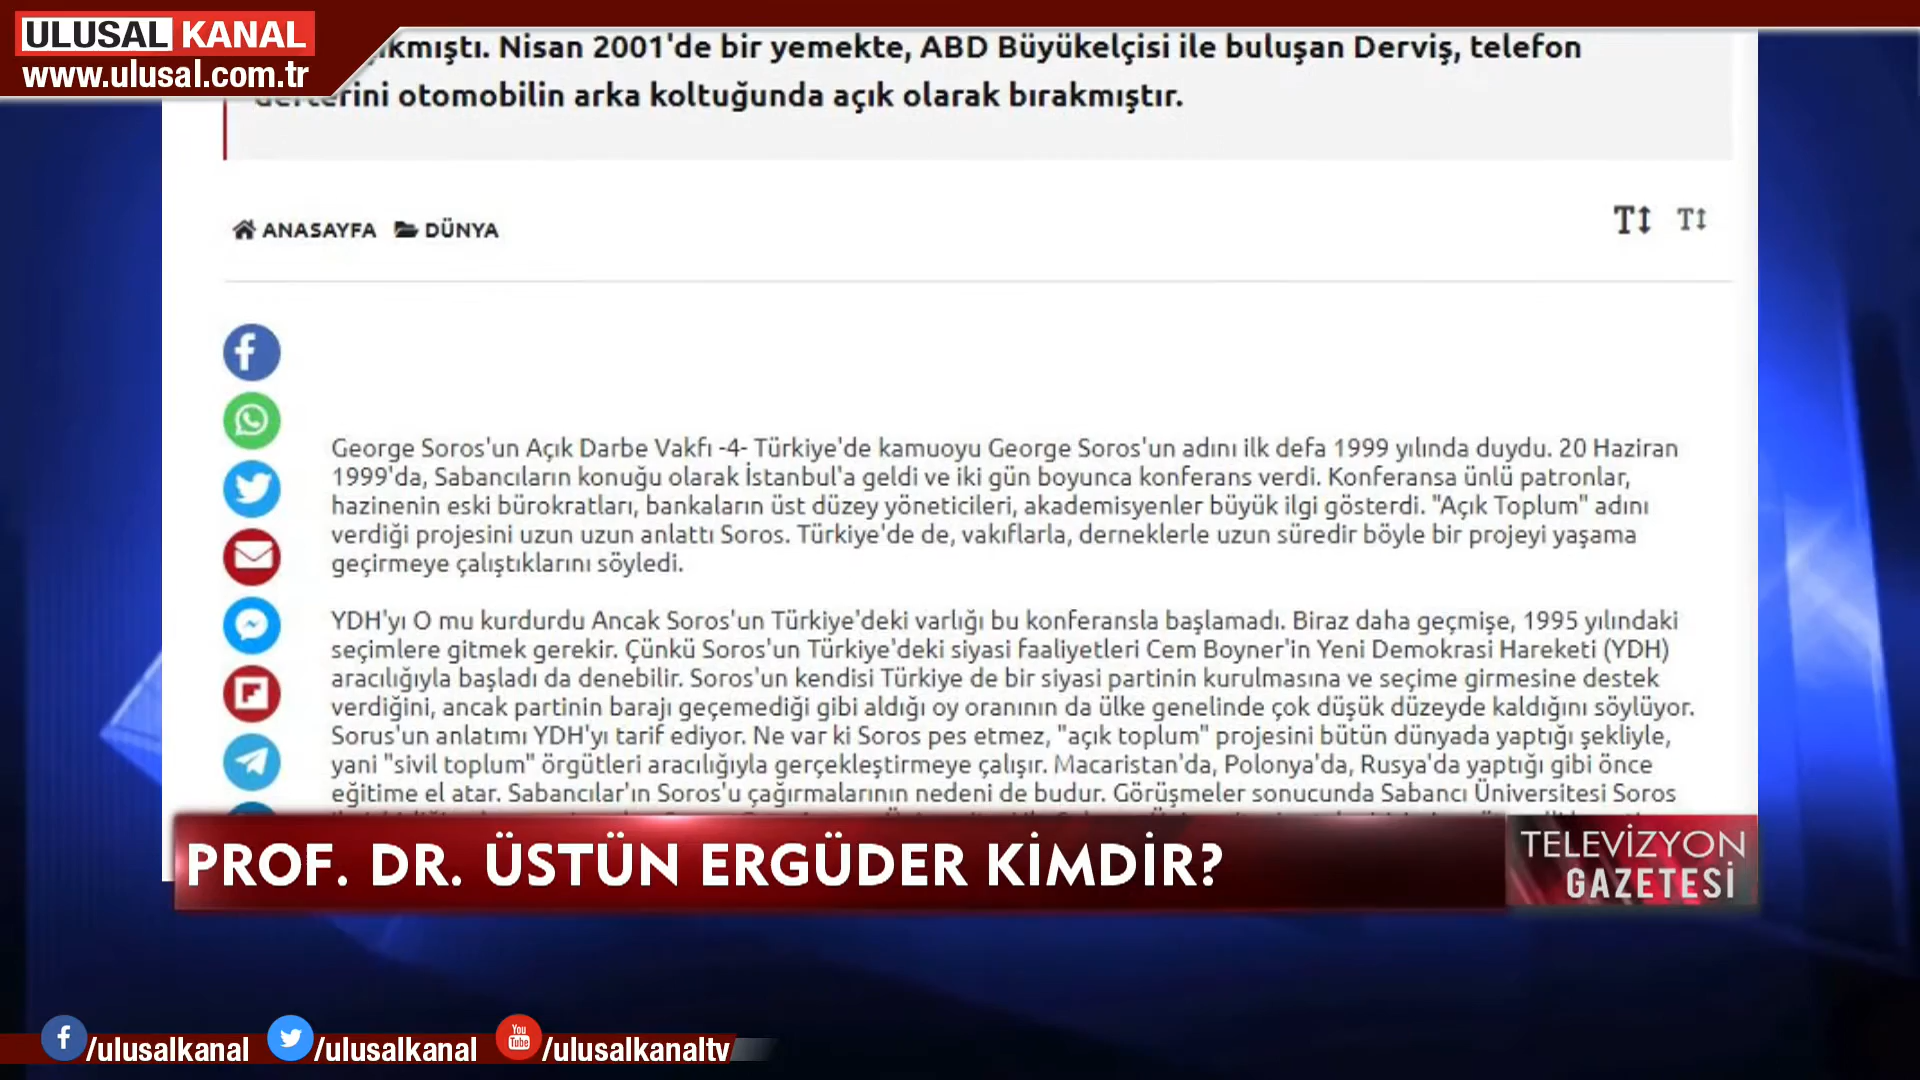 ULUSAL KANAL
www.ulusal.com.tr
çıkmıştı. Nisan 2001'de bir yemekte, ABD Büyükelçisi ile buluşan Derviş, telefon
defterini otomobilin arka koltuğunda açık olarak bırakmıştır.
ANASAYFA DÜNYA
T T
George Soros'un Açık Darbe Vakfı -4- Türkiye'de kamuoyu George Soros'un adını ilk defa 1999 yılında duydu. 20 Haziran
1999'da, Sabancıların konuğu olarak İstanbul'a geldi ve iki gün boyunca konferans verdi. Konferansa ünlü patronlar,
hazinenin eski bürokratları, bankaların üst düzey yöneticileri, akademisyenler büyük ilgi gösterdi. "Açık Toplum" adını
verdiği projesini uzun uzun anlattı Soros. Türkiye'de de, vakıflarla, derneklerle uzun süredir böyle bir projeyi yaşama
geçirmeye çalıştıklarını söyledi.
YDH'yı O mu kurdurdu Ancak Soros'un Türkiye'deki varlığı bu konferansla başlamadı. Biraz daha geçmişe, 1995 yılındaki
seçimlere gitmek gerekir. Çünkü Soros'un Türkiye'deki siyasi faaliyetleri Cem Boyner'in Yeni Demokrasi Hareketi (YDH)
aracılığıyla başladı da denebilir. Soros'un kendisi Türkiye de bir siyasi partinin kurulmasına ve seçime girmesine destek
verdiğini, ancak partinin barajı geçemediği gibi aldığı oy oranının da ülke genelinde çok düşük düzeyde kaldığını söylüyor.
Sorus'un anlatımı YDH'yı tarif ediyor. Ne var ki Soros pes etmez, "açık toplum" projesini bütün dünyada yaptığı şekliyle,
yani "sivil toplum" örgütleri aracılığıyla gerçekleştirmeye çalışır. Macaristan'da, Polonya'da, Rusya'da yaptığı gibi önce
eğitime el atar. Sabancılar'ın Soros'u çağırmalarının nedeni de budur. Görüşmeler sonucunda Sabancı Üniversitesi Soros
PROF. DR. ÜSTÜN ERGÜDER KİMDİR?
TELEVİZYON
GAZETESİ
/ulusalkanal /ulusalkanal You Tube /ulusalkanaltv